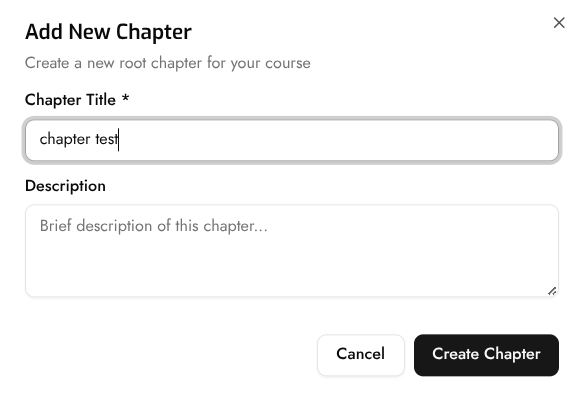 Add New Chapter
Create a new root chapter for your course
Chapter Title *
chapter test
Description
Brief description of this chapter...
Cancel
Create Chapter